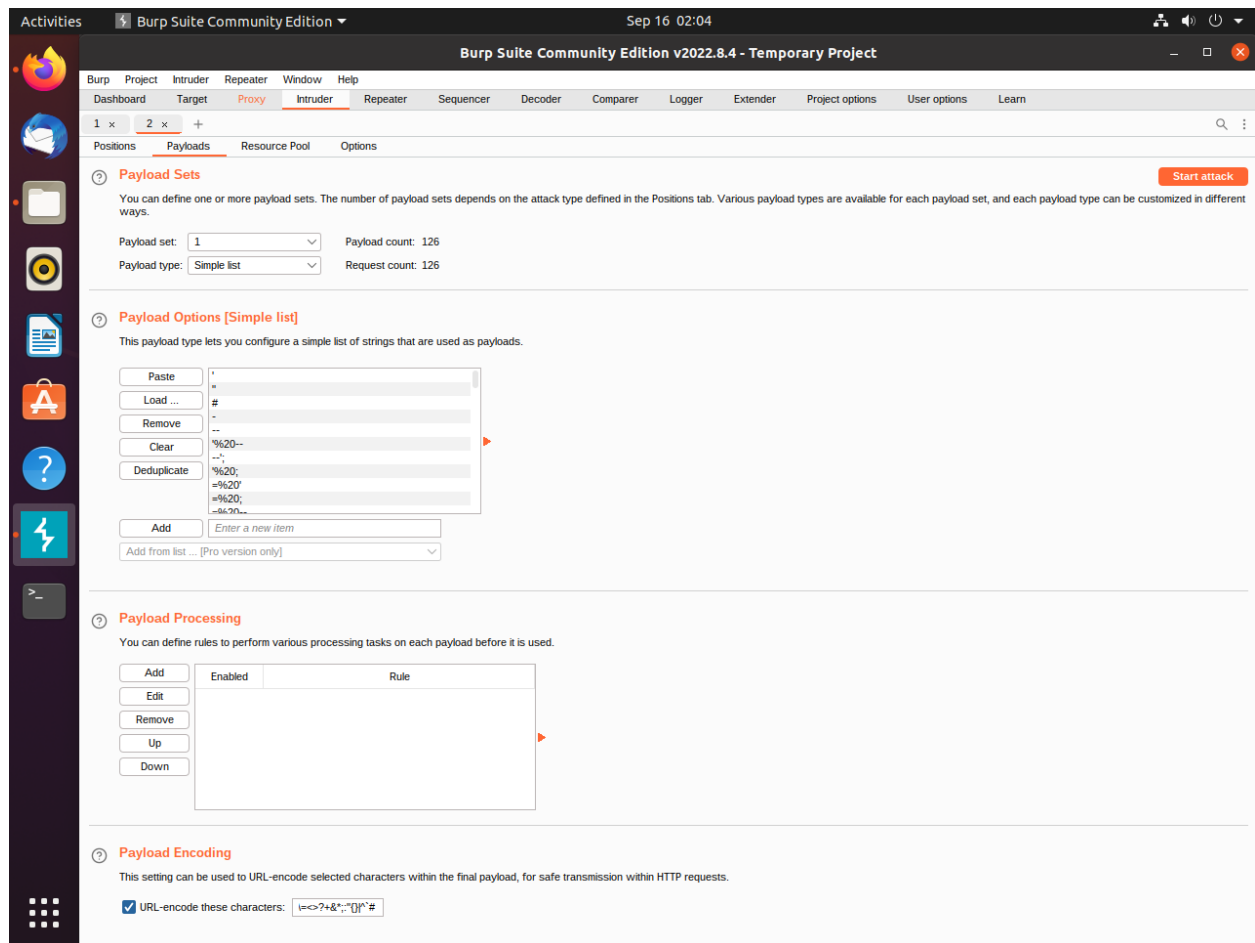 Activities
Burp Suite Community Edition
Sep 16 02:04
Burp Suite Community Edition v2022.8.4 - Temporary Project
Burp Project Intruder Repeater Window Help
Dashboard Target Proxy Intruder Repeater Sequencer Decoder Comparer Logger Extender Project options User options Learn
1 × 2 × +
Positions Payloads Resource Pool Options
Payload Sets
Start attack
You can define one or more payload sets. The number of payload sets depends on the attack type defined in the Positions tab. Various payload types are available for each payload set, and each payload type can be customized in different
ways.
Payload set: 1 Payload count: 126
Payload type: Simple list Request count: 126
Payload Options [Simple list]
This payload type lets you configure a simple list of strings that are used as payloads.
Paste
Load ...
Remove
Clear
Deduplicate
'
"
#
-
--
'%20--
--';
'%20;
=%20'
=%20;
=%20--
Add Enter a new item
Add from list ... [Pro version only]
Payload Processing
You can define rules to perform various processing tasks on each payload before it is used.
Add
Edit
Remove
Up
Down
Enabled Rule
Payload Encoding
This setting can be used to URL-encode selected characters within the final payload, for safe transmission within HTTP requests.
URL-encode these characters: \=<>?+&*;:"{}|^`#